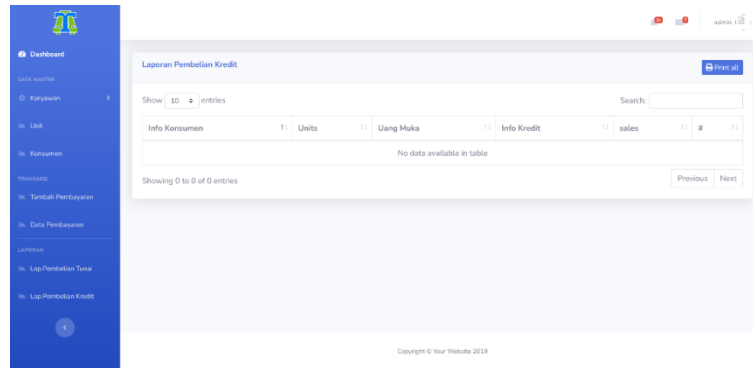 admin
Dashboard
DATA MASTER
Karyawan
Unit
Konsumen
TRANSAKSI
Tambah Pembayaran
Data Pembayaran
LAPORAN
Lap.Pembelian Tunai
Lap.Pembelian Kredit
Laporan Pembelian Kredit
Print all
Show 10 entries
Search:
Info Konsumen Units Uang Muka Info Kredit sales #
No data available in table
Showing 0 to 0 of 0 entries
Previous Next
Copyright © Your Website 2019